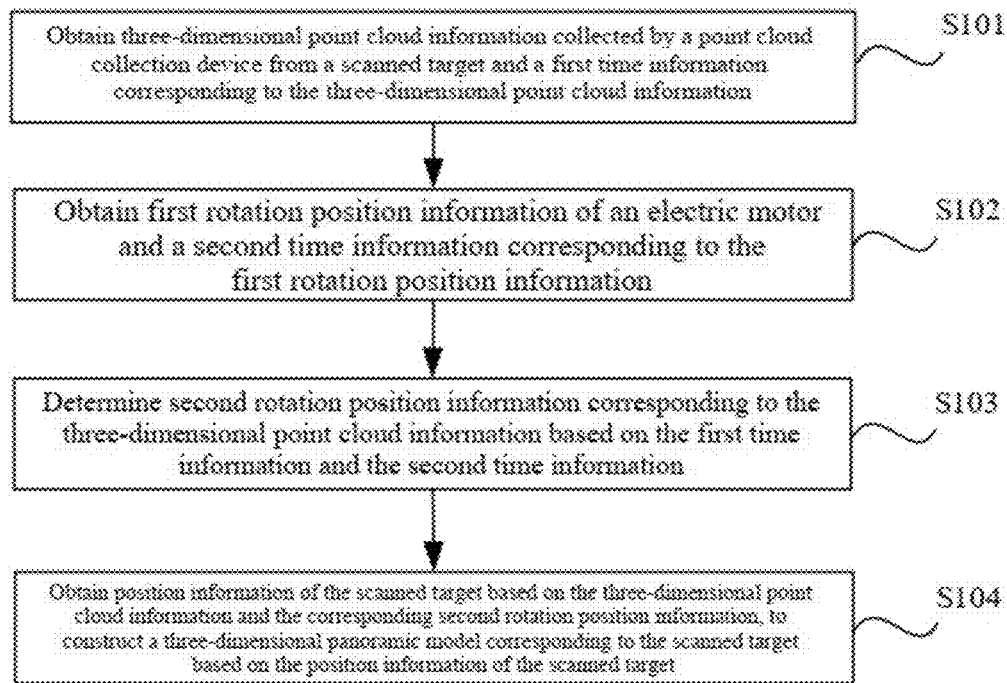 Obtain three-dimensional point cloud information collected by a point cloud
collection device from a scanned target and a first time information
corresponding to the three-dimensional point cloud information
S101
Obtain first rotation position information of an electric motor
and a second time information corresponding to the
first rotation position information
S102
Determine second rotation position information corresponding to the
three-dimensional point cloud information based on the first time
information and the second time information
S103
Obtain position information of the scanned target based on the three-dimensional point
cloud information and the corresponding second rotation position information, to
construct a three-dimensional panoramic model corresponding to the scanned target
based on the position information of the scanned target
S104